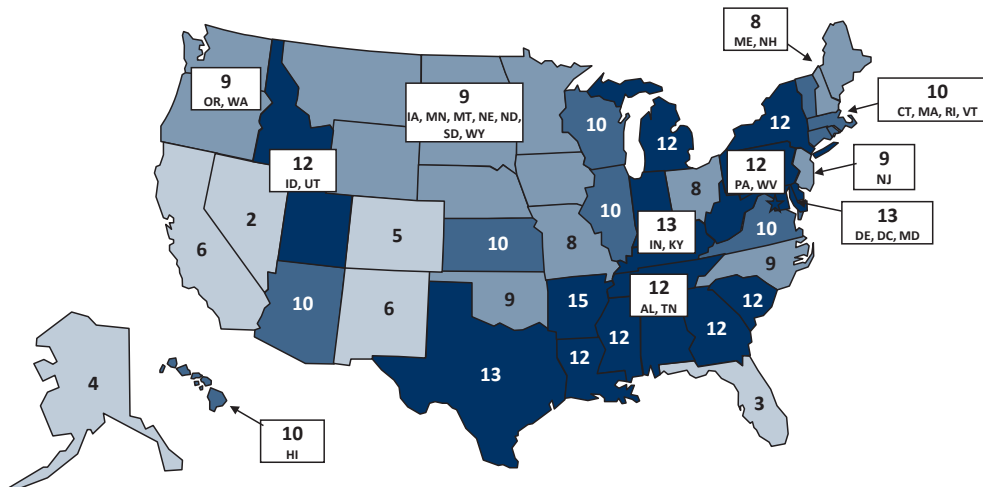 8
ME, NH
9
OR, WA
9
IA, MN, MT, NE, ND,
SD, WY
10
CT, MA, RI, VT
10
12
12
12
ID, UT
12
PA, WV
9
NJ
8
2
6
5
10
10
8
13
IN, KY
10
13
DE, DC, MD
10
6
9
15
12
AL, TN
9
12
12
12
12
13
4
3
10
HI